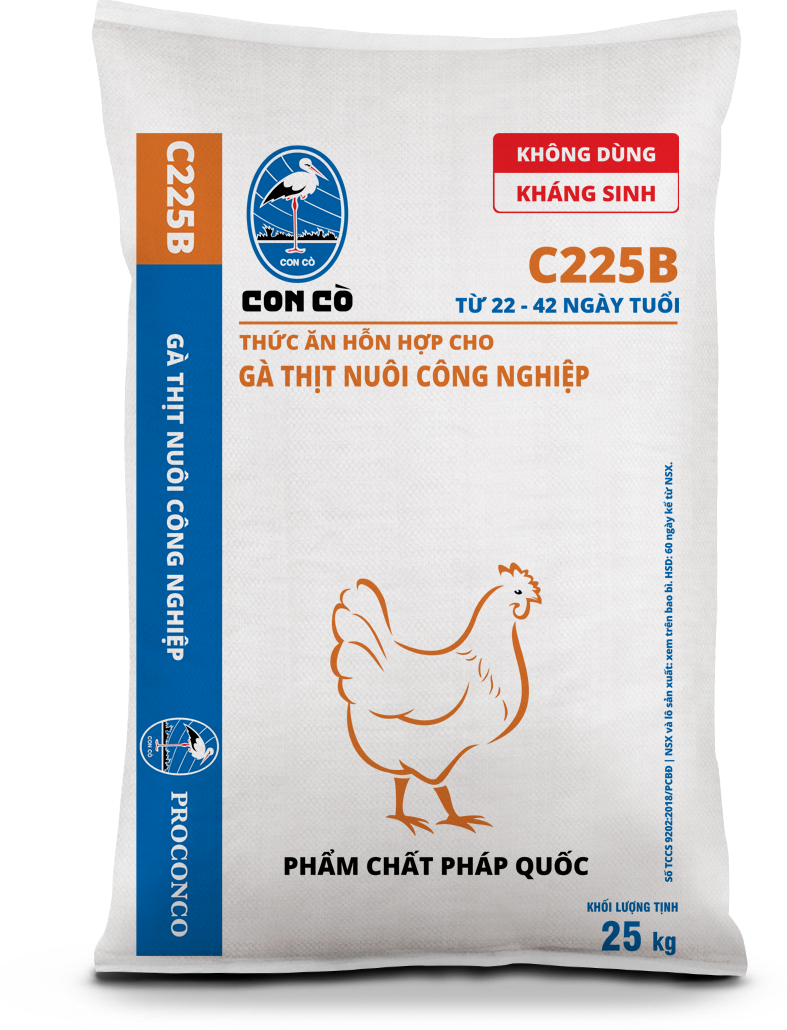 C225B
GÀ THỊT NUÔI CÔNG NGHIỆP
CON CÒ
PROCONCO
CON CÒ
CON CÒ
KHÔNG DÙNG
KHÁNG SINH
C225B
TỪ 22 - 42 NGÀY TUỔI
THỨC ĂN HỖN HỢP CHO
GÀ THỊT NUÔI CÔNG NGHIỆP
Số TCCS 9202:2018/PCBĐ | NSX và lô sản xuất: xem trên bao bì. HSD: 60 ngày kể từ NSX.
PHẨM CHẤT PHÁP QUỐC
KHỐI LƯỢNG TỊNH
25 kg